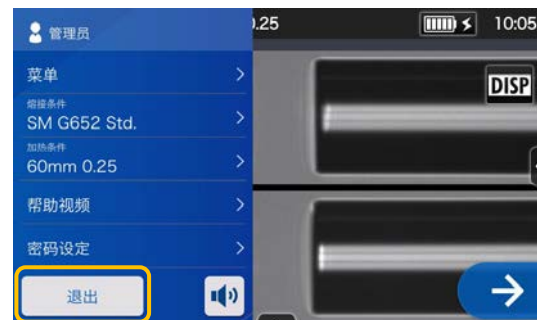 管理员
菜单
熔接条件
SM G652 Std.
加热条件
60mm 0.25
帮助视频
密码设定
退出
0.25
10:05
DISP